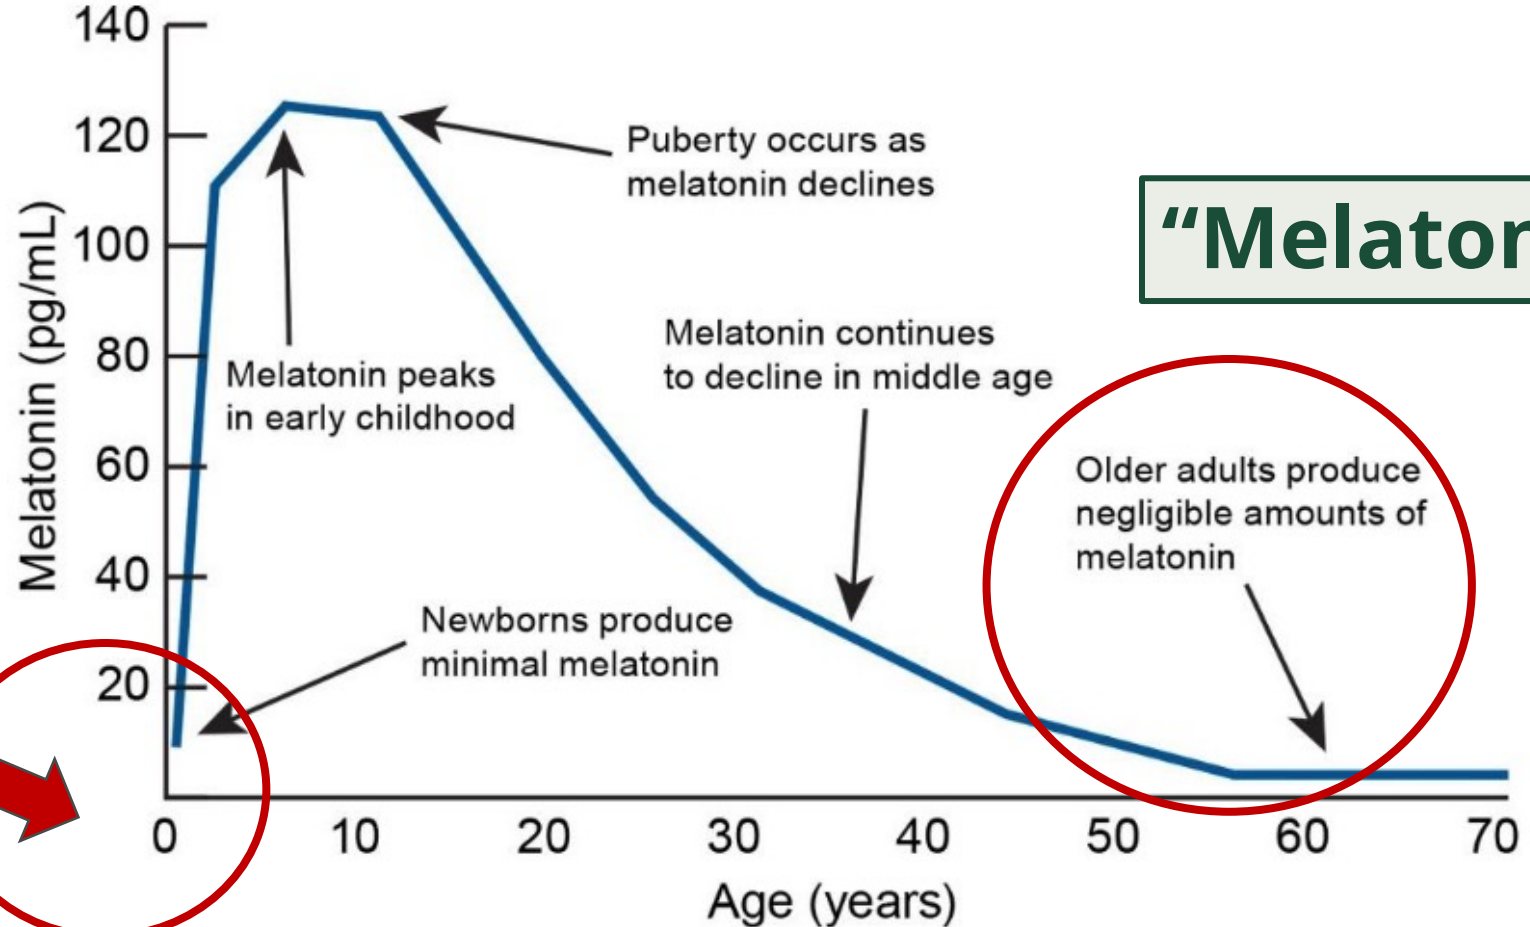 140
120
100
80
60
40
20
Melatonin (pg/mL)
Puberty occurs as
melatonin declines
“Melaton
Melatonin continues
to decline in middle age
Melatonin peaks
in early childhood
Older adults produce
negligible amounts of
melatonin
Newborns produce
minimal melatonin
0 10 20 30 40 50 60 70
Age (years)